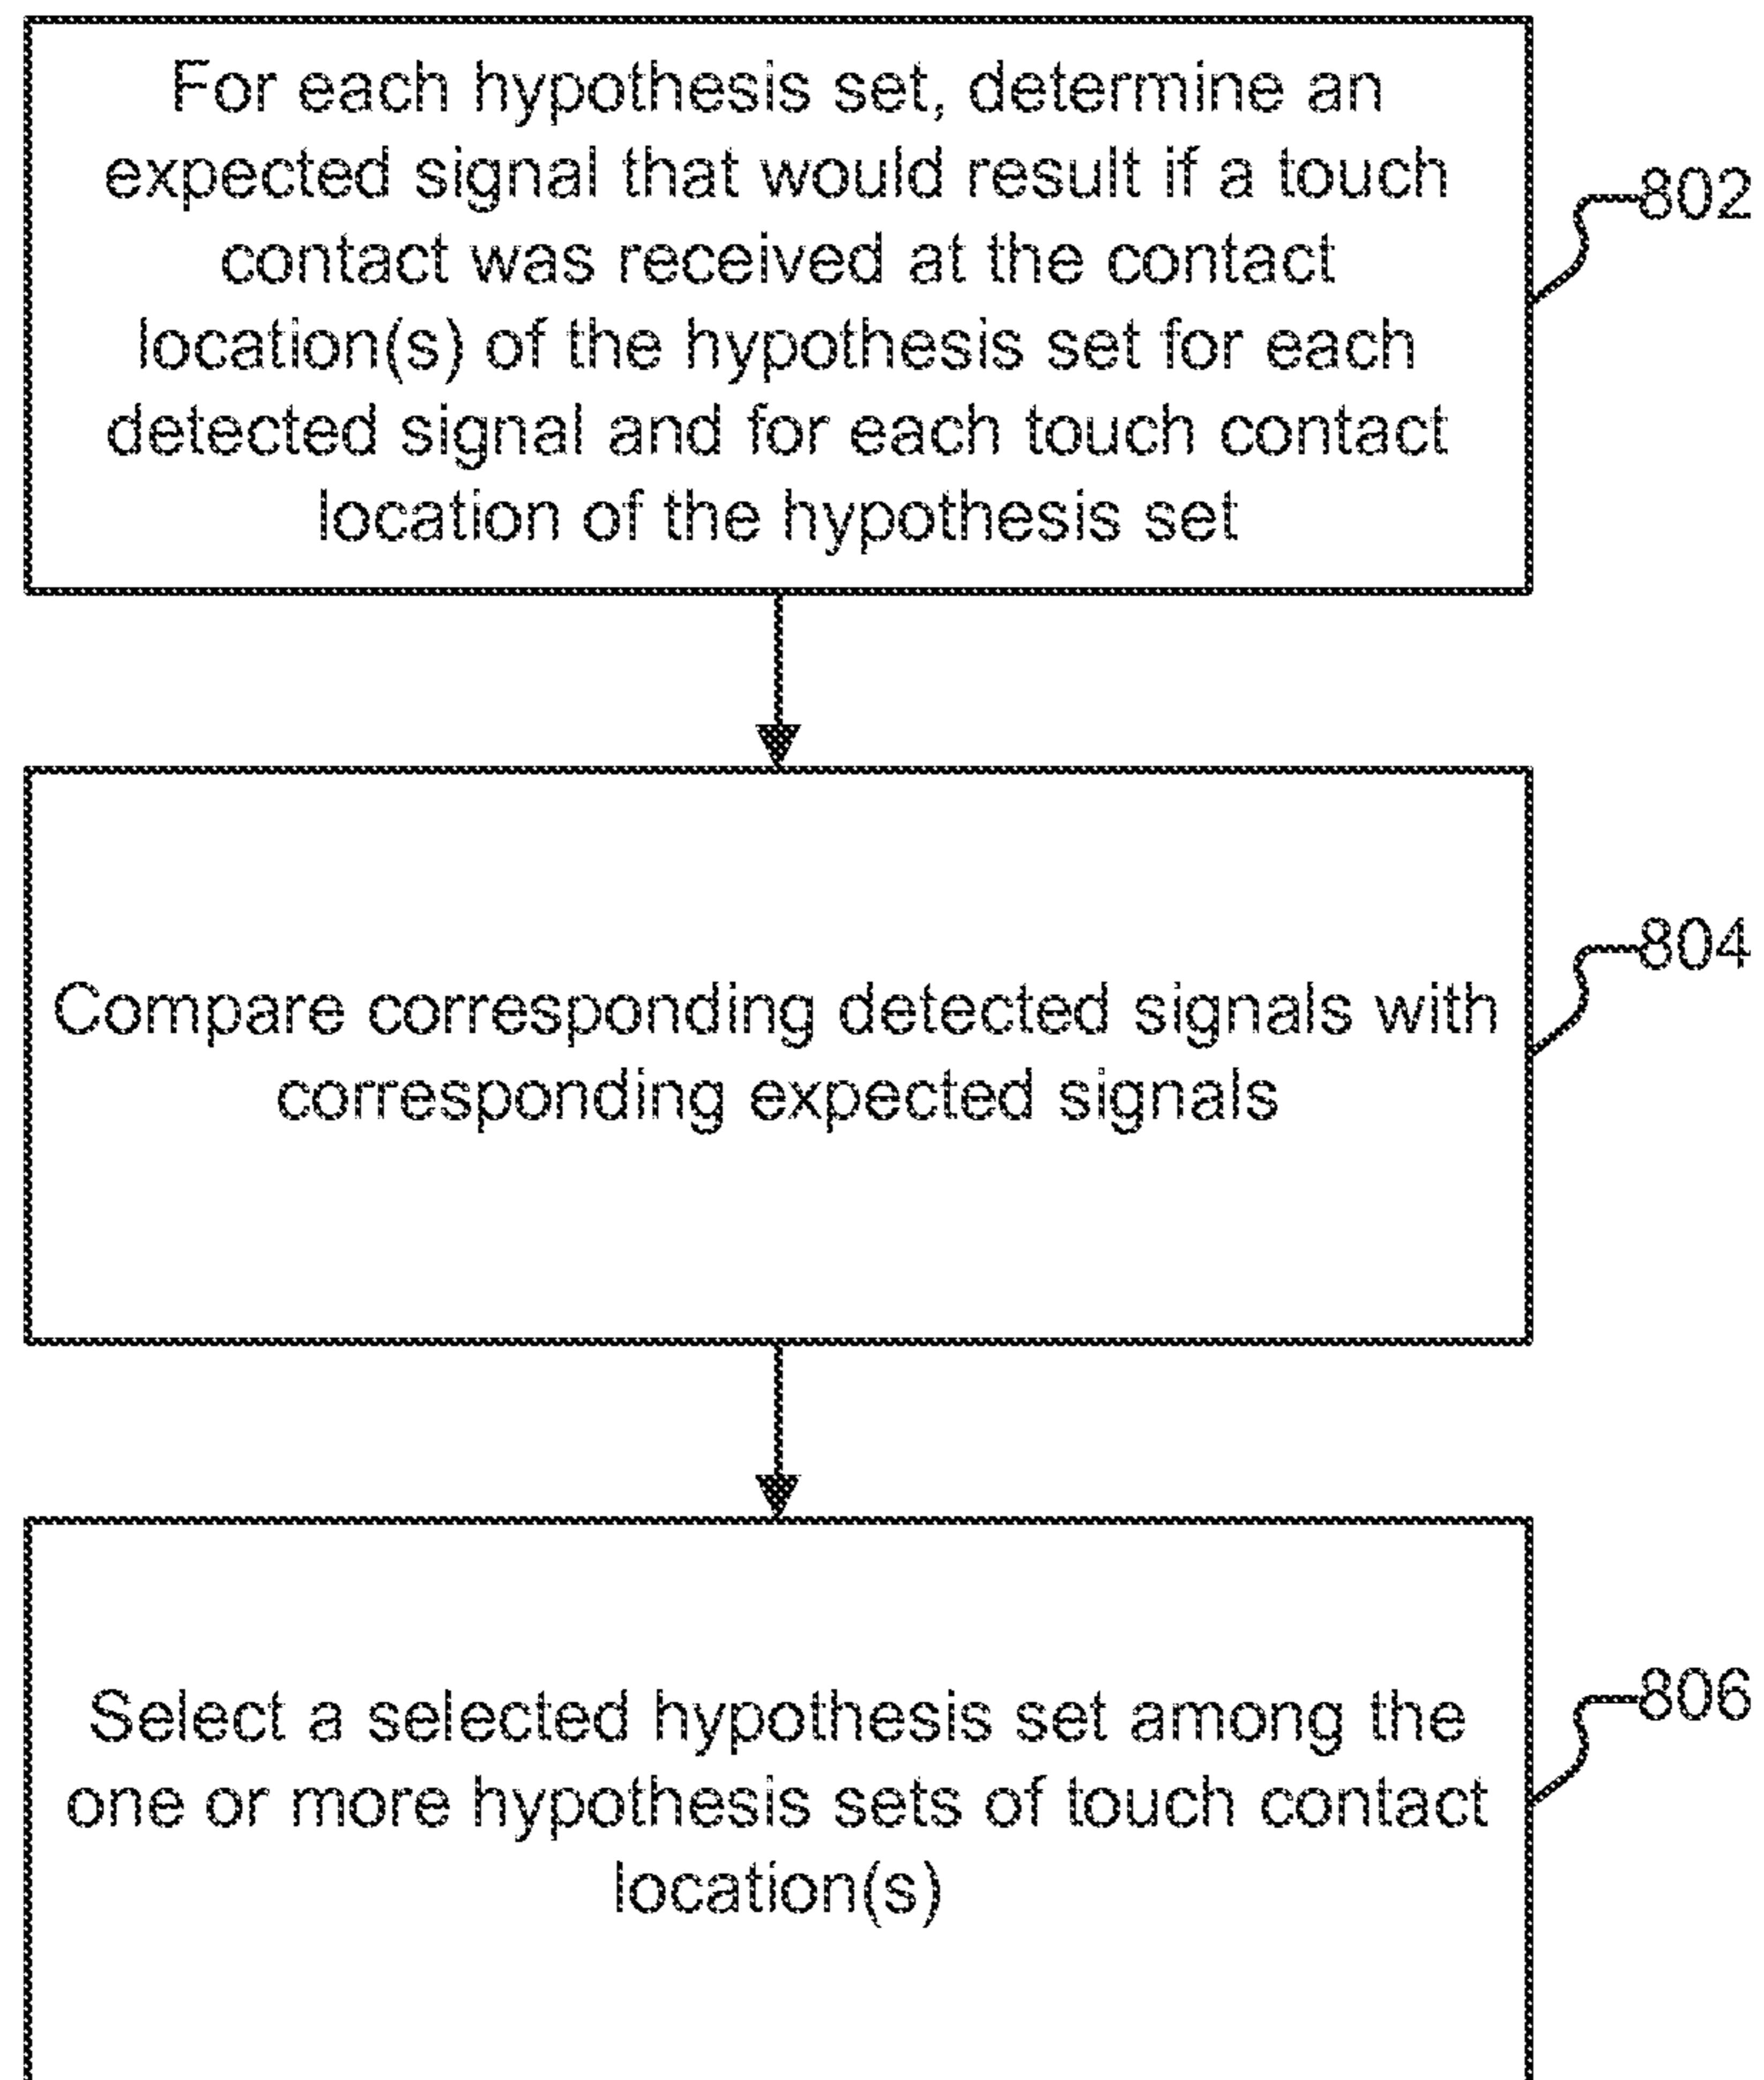 For each hypothesis set, determine an
expected signal that would result if a touch
contact was received at the contact
location(s) of the hypothesis set for each
detected signal and for each touch contact
location of the hypothesis set
802
Compare corresponding detected signals with
corresponding expected signals
804
Select a selected hypothesis set among the
one or more hypothesis sets of touch contact
location(s)
806